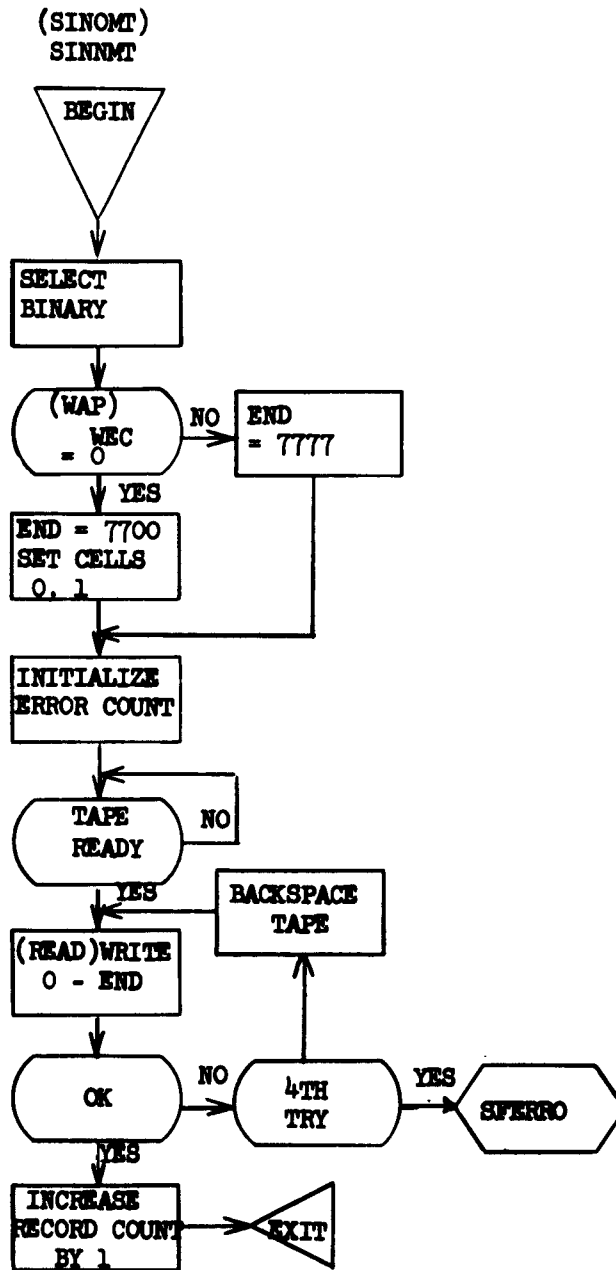 (SINOMT)
SINNMT
BEGIN
SELECT
BINARY
(WAP)
WEC
= 0
NO
END
= 7777
YES
END = 7700
SET CELLS
0, 1
INITIALIZE
ERROR COUNT
TAPE
READY
NO
YES
BACKSPACE
TAPE
(READ)WRITE
0 - END
OK
NO
4TH
TRY
YES
SFERRO
YES
INCREASE
RECORD COUNT
BY 1
EXIT